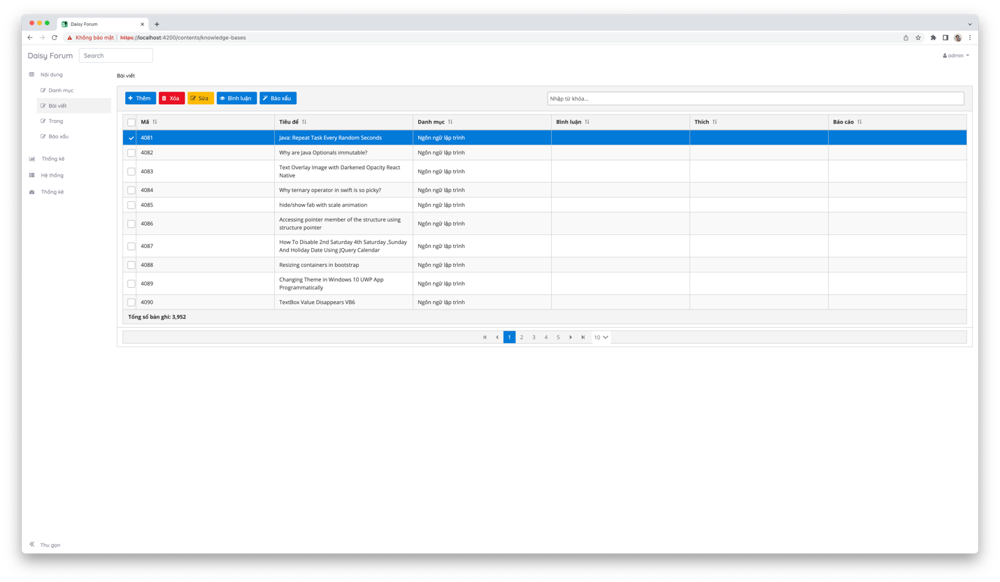 Daisy Forum
Không bảo mật | https://localhost:4200/contents/knowledge-bases
Daisy Forum Search admin
Nội dung
Danh mục
Bài viết
Trang
Báo xấu
Thống kê
Hệ thống
Thống kê
Thu gọn
Bài viết
Thêm Xóa Sửa Bình luận Báo xấu Nhập từ khóa...
Mã Tiêu đề Danh mục Bình luận Thích Báo cáo
4081 Java: Repeat Task Every Random Seconds Ngôn ngữ lập trình
4082 Why are Java Optionals immutable? Ngôn ngữ lập trình
4083 Text Overlay Image with Darkened Opacity React
Native Ngôn ngữ lập trình
4084 Why ternary operator in swift is so picky? Ngôn ngữ lập trình
4085 hide/show fab with scale animation Ngôn ngữ lập trình
4086 Accessing pointer member of the structure using
structure pointer Ngôn ngữ lập trình
4087 How To Disable 2nd Saturday 4th Saturday ,Sunday
And Holiday Date Using JQuery Calendar Ngôn ngữ lập trình
4088 Resizing containers in bootstrap Ngôn ngữ lập trình
4089 Changing Theme in Windows 10 UWP App
Programmatically Ngôn ngữ lập trình
4090 TextBox Value Disappears VB6 Ngôn ngữ lập trình
Tổng số bản ghi: 3,952
1 2 3 4 5 10